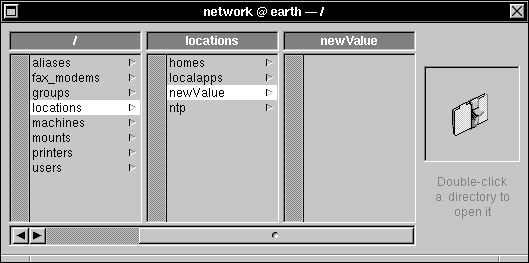 network @ earth — /
/
locations
newValue
aliases
fax_modems
groups
locations
machines
mounts
printers
users
homes
localapps
newValue
ntp
Double-click
a directory to
open it